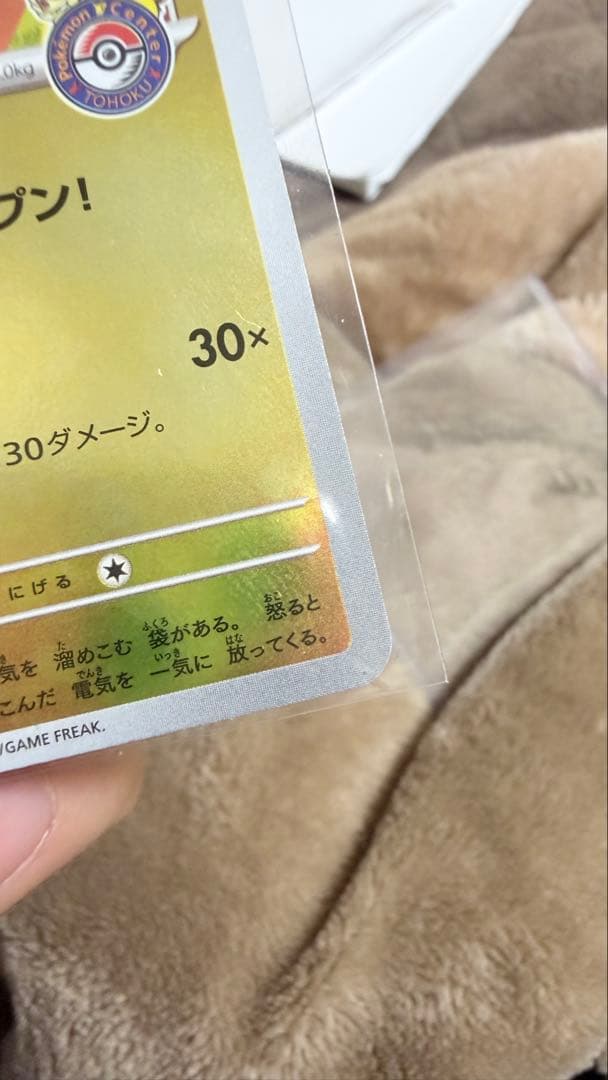 Pokémon Center
TOHOKU
.0kg
プン!
30×
30ダメージ。
にげる
気を 溜めこむ 袋がある。 怒ると
こんだ 電気を 一気に 放ってくる。
/GAME FREAK.